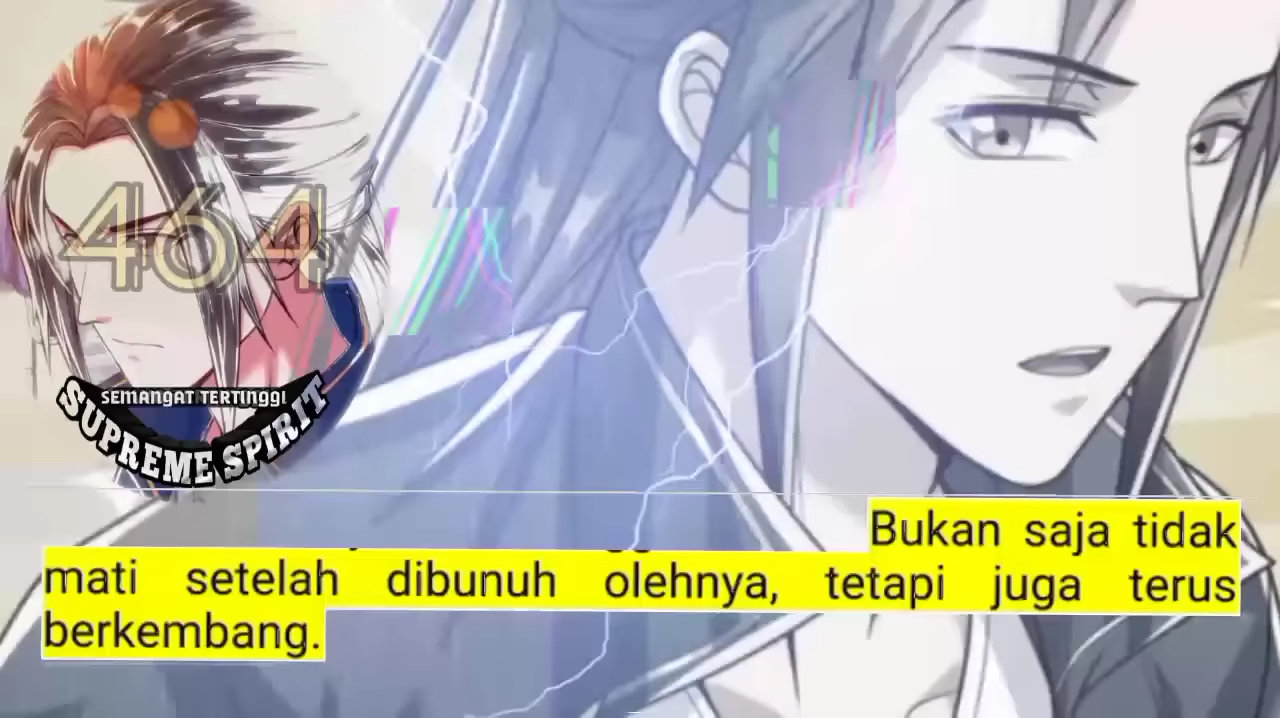 464
SEMANGAT TERTINGGI
SUPREME SPIRIT
Bukan saja tidak
mati setelah dibunuh olehnya, tetapi juga terus
berkembang.